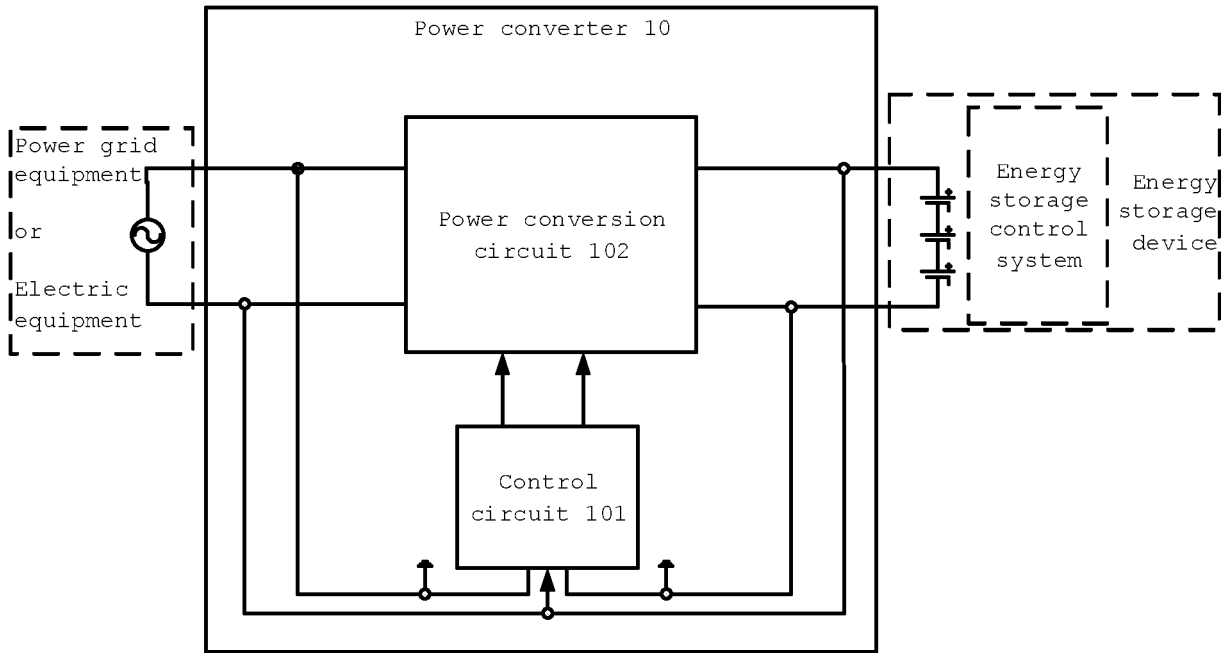 Power converter 10
Power grid
equipment
or
Electric
equipment
Power conversion
circuit 102
Control
circuit 101
Energy
storage
control
system
Energy
storage
device